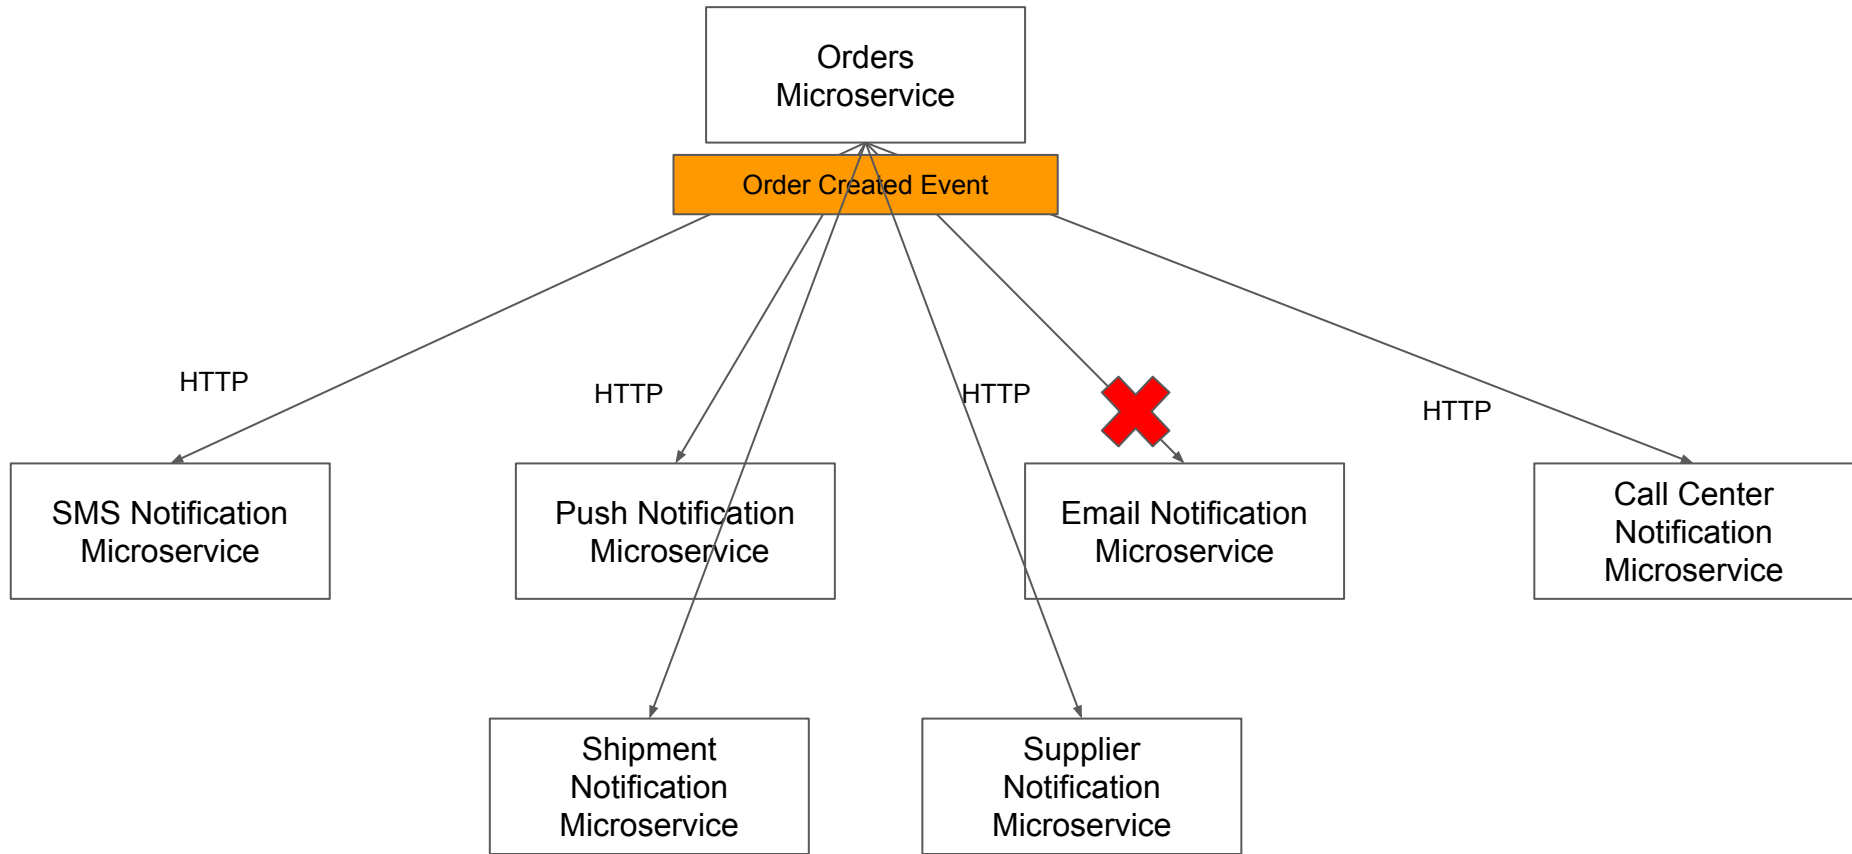 Orders
Microservice
Order Created Event
HTTP
HTTP
HTTP
HTTP
SMS Notification
Microservice
Push Notification
Microservice
Email Notification
Microservice
Call Center
Notification
Microservice
Shipment
Notification
Microservice
Supplier
Notification
Microservice